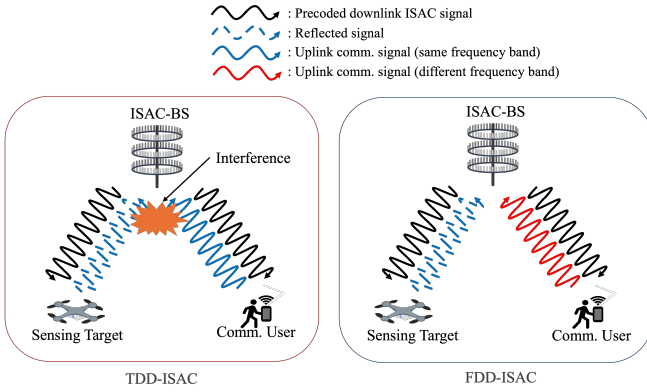 : Precoded downlink ISAC signal
: Reflected signal
: Uplink comm. signal (same frequency band)
: Uplink comm. signal (different frequency band)
ISAC-BS
Interference
Sensing Target
Comm. User
TDD-ISAC
ISAC-BS
Sensing Target
Comm. User
FDD-ISAC